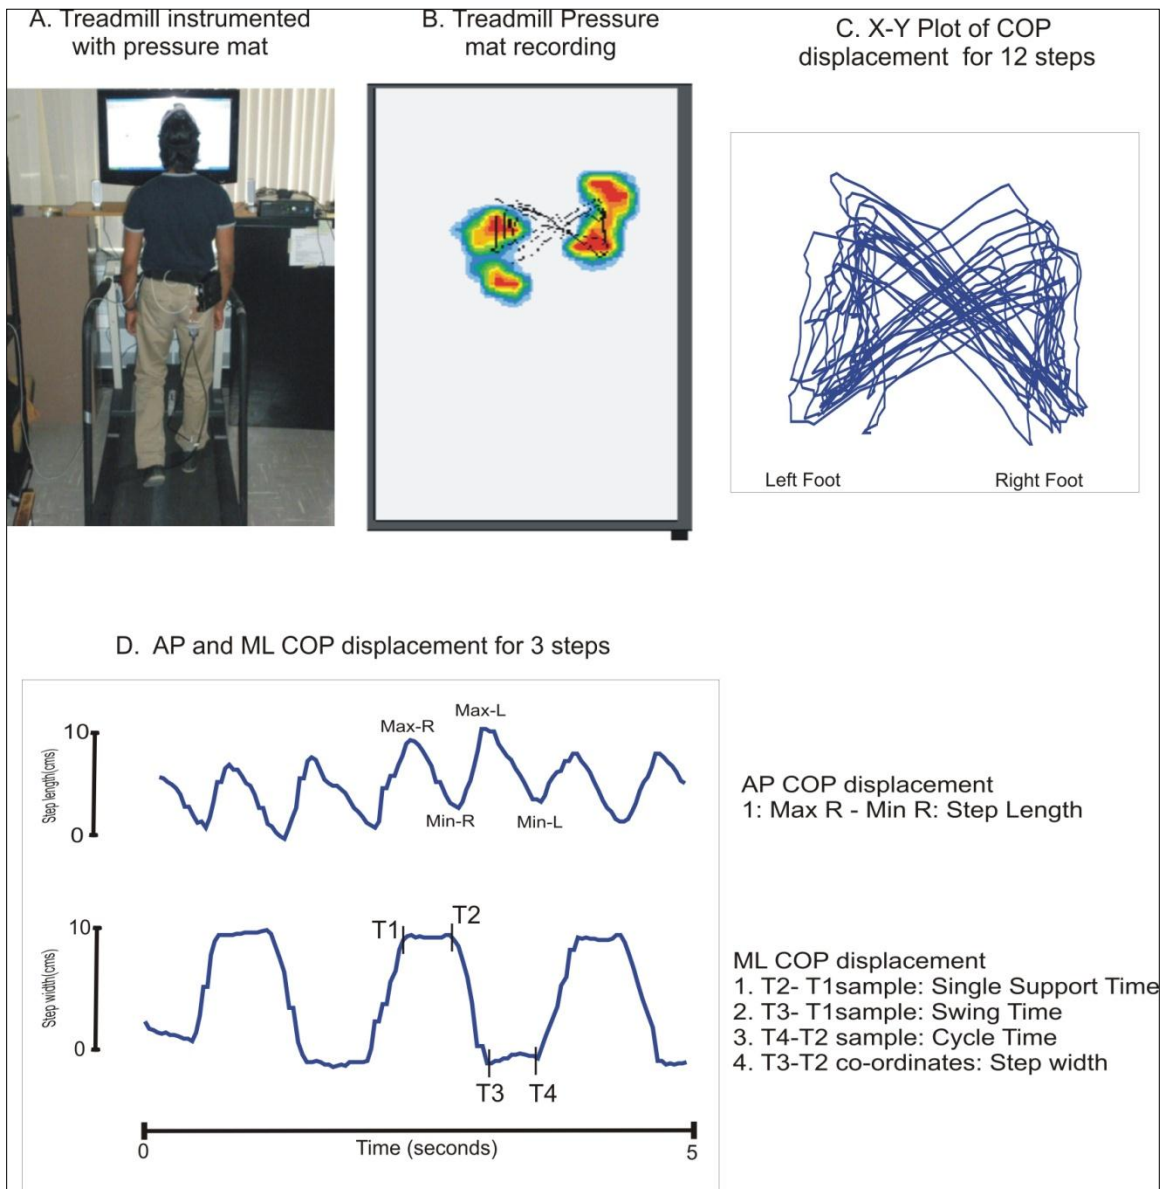 A. Treadmill instrumented
with pressure mat
B. Treadmill Pressure
mat recording
C. X-Y Plot of COP
displacement for 12 steps
Left Foot
Right Foot
D. AP and ML COP displacement for 3 steps
10
Step length(cms)
0
Max-R
Max-L
Min-R
Min-L
AP COP displacement
1: Max R - Min R: Step Length
10
Step width(cms)
0
T1
T2
T3
T4
ML COP displacement
1. T2- T1sample: Single Support Time
2. T3- T1sample: Swing Time
3. T4-T2 sample: Cycle Time
4. T3-T2 co-ordinates: Step width
0
Time (seconds)
5